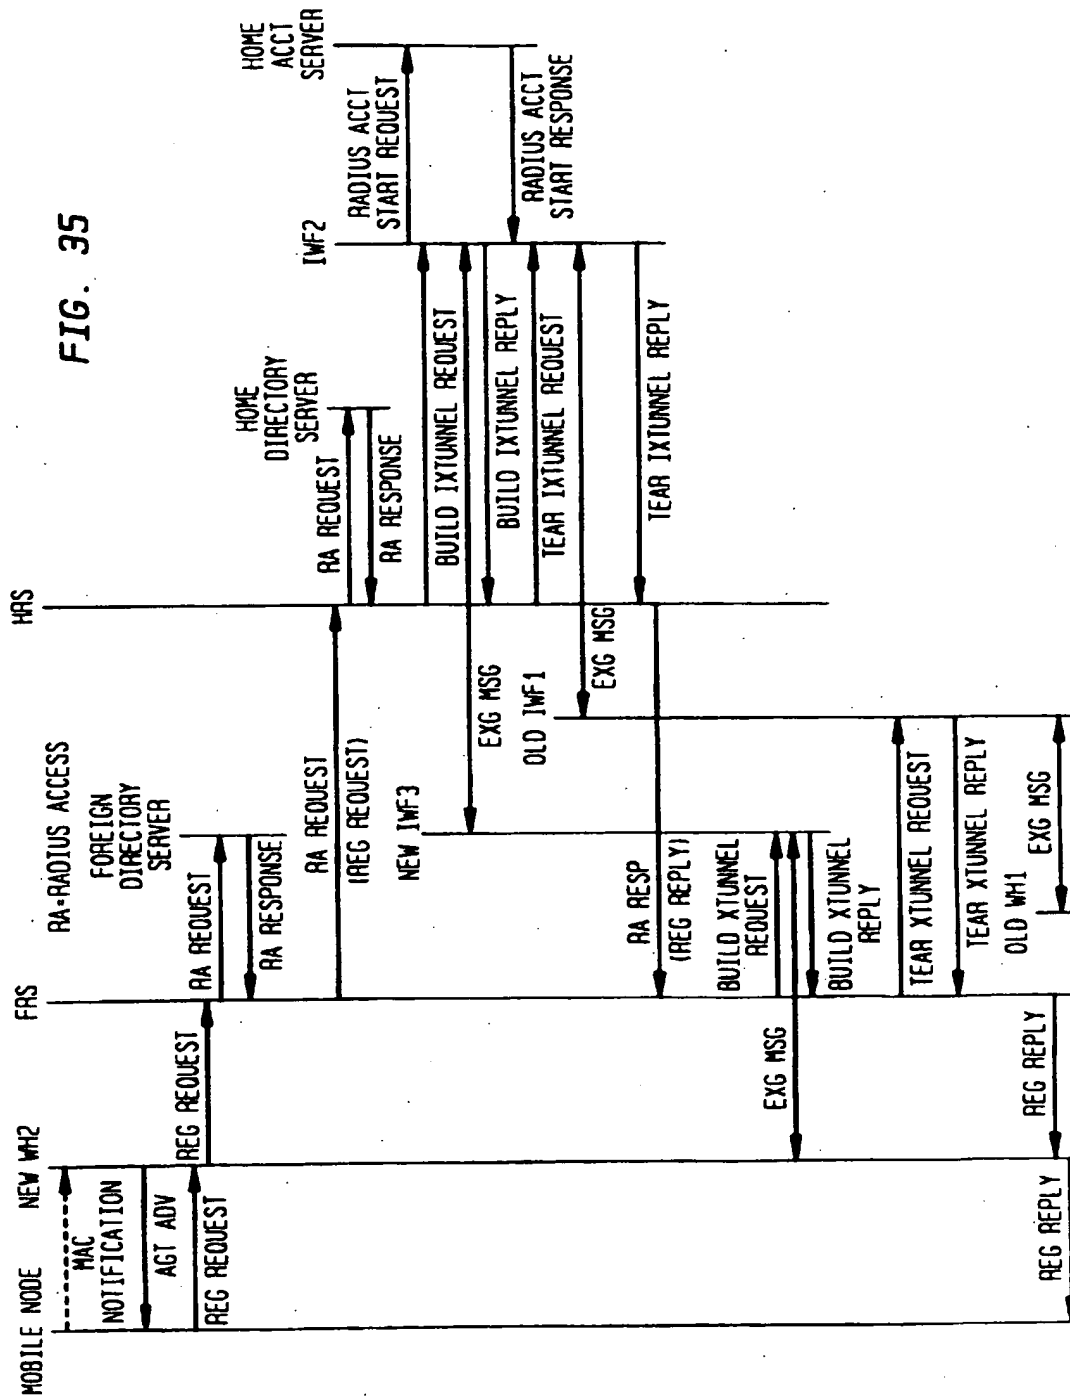 FIG. 35
MOBILE NODE
NEW WH2
FRS
RA=RADIUS ACCESS
FOREIGN
DIRECTORY
SERVER
HRS
HOME
DIRECTORY
SERVER
IWF2
HOME
ACCT
SERVER
MAC
NOTIFICATION
AGT ADV
REG REQUEST
REG REQUEST
RA REQUEST
RA RESPONSE
RA REQUEST
(REG REQUEST)
RA REQUEST
RA RESPONSE
RADIUS ACCT
START REQUEST
BUILD IXTUNNEL REQUEST
NEW IWF3
EXG MSG
BUILD IXTUNNEL REPLY
RADIUS ACCT
START RESPONSE
TEAR IXTUNNEL REQUEST
OLD IWF1
EXG MSG
TEAR IXTUNNEL REPLY
RA RESP
(REG REPLY)
BUILD XTUNNEL
REQUEST
EXG MSG
BUILD XTUNNEL
REPLY
TEAR XTUNNEL REQUEST
TEAR XTUNNEL REPLY
OLD WH1
EXG MSG
REG REPLY
REG REPLY